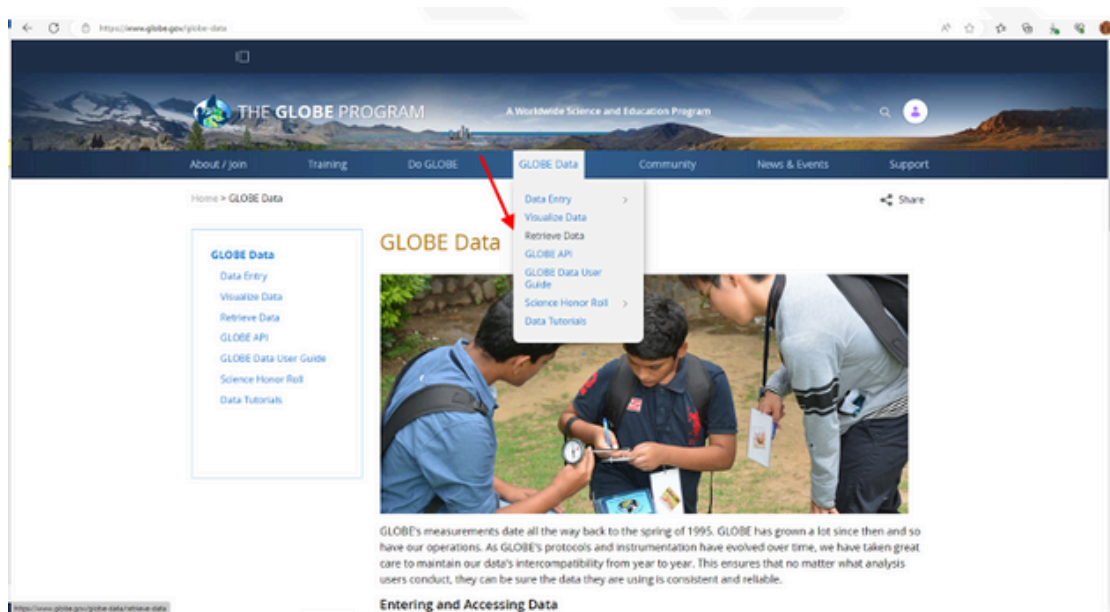 https://www.globe.gov/globe-data
THE GLOBE PROGRAM
A Worldwide Science and Education Program
About / Join
Training
Do GLOBE
GLOBE Data
Community
News & Events
Support
Home > GLOBE Data
Share
GLOBE Data
Data Entry
Visualize Data
Retrieve Data
GLOBE API
GLOBE Data User Guide
Science Honor Roll
Data Tutorials
Data Entry
Visualize Data
Retrieve Data
GLOBE API
GLOBE Data User
Guide
Science Honor Roll
Data Tutorials
GLOBE Data
GLOBE's measurements date all the way back to the spring of 1995. GLOBE has grown a lot since then and so
have our operations. As GLOBE's protocols and instrumentation have evolved over time, we have taken great
care to maintain our data's intercompatibility from year to year. This ensures that no matter what analysis
users conduct, they can be sure the data they are using is consistent and reliable.
Entering and Accessing Data
https://www.globe.gov/globe-data/retrieve-data